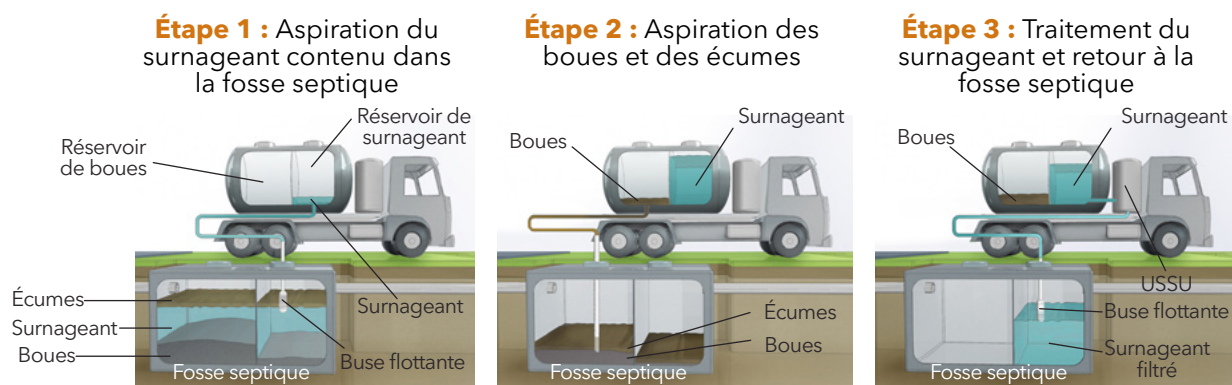 Étape 1 : Aspiration du
surnageant contenu dans
la fosse septique
Réservoir de
surnageant
Réservoir
de boues
Écumes
Surnageant
Boues
Surnageant
Buse flottante
Fosse septique
Étape 2 : Aspiration des
boues et des écumes
Surnageant
Boues
Écumes
Boues
Fosse septique
Étape 3 : Traitement du
surnageant et retour à la
fosse septique
Surnageant
Boues
USSU
Buse flottante
Surnageant
filtré
Fosse septique